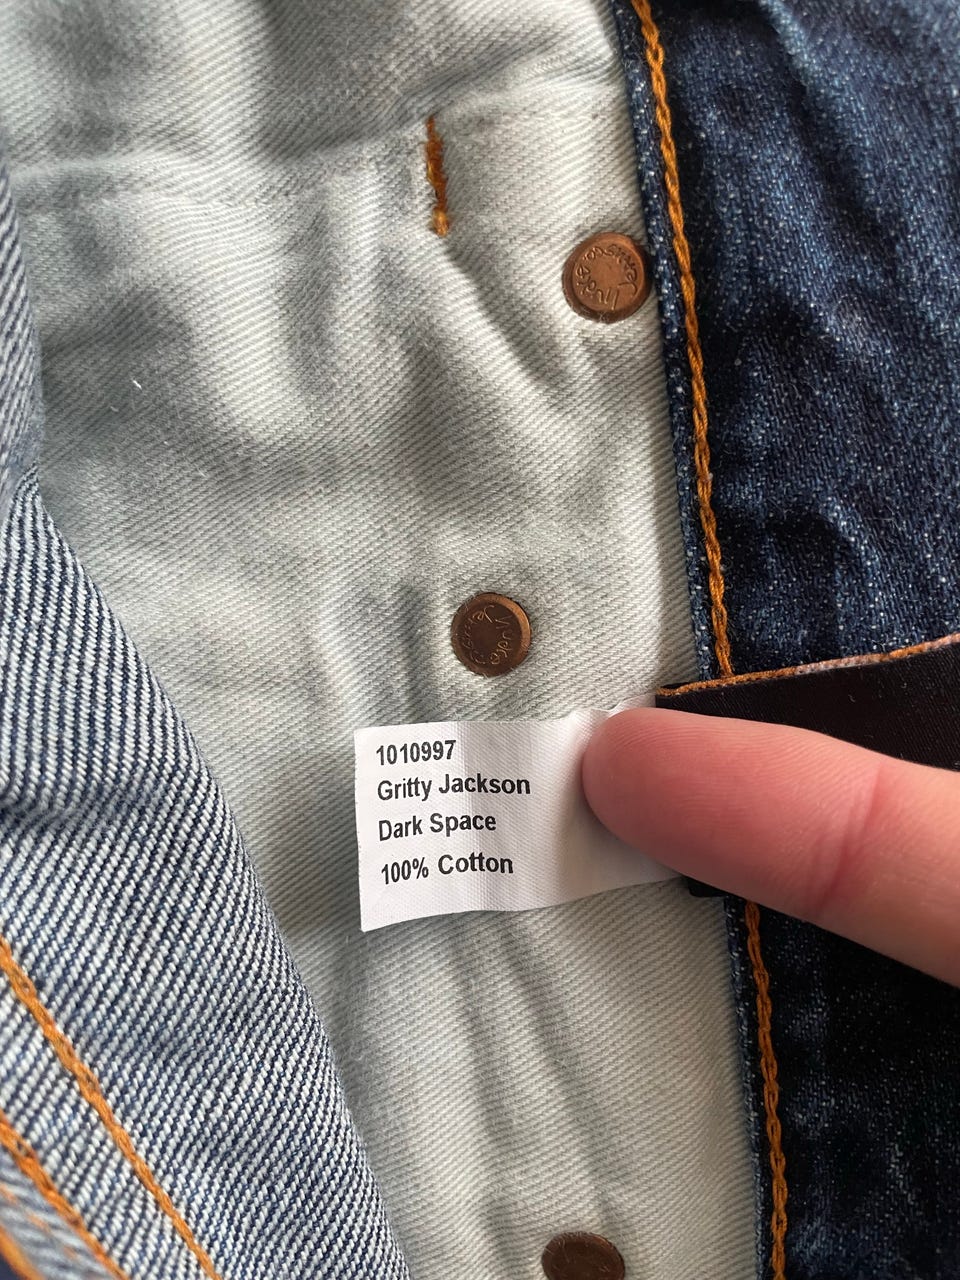 1010997
Gritty Jackson
Dark Space
100% Cotton